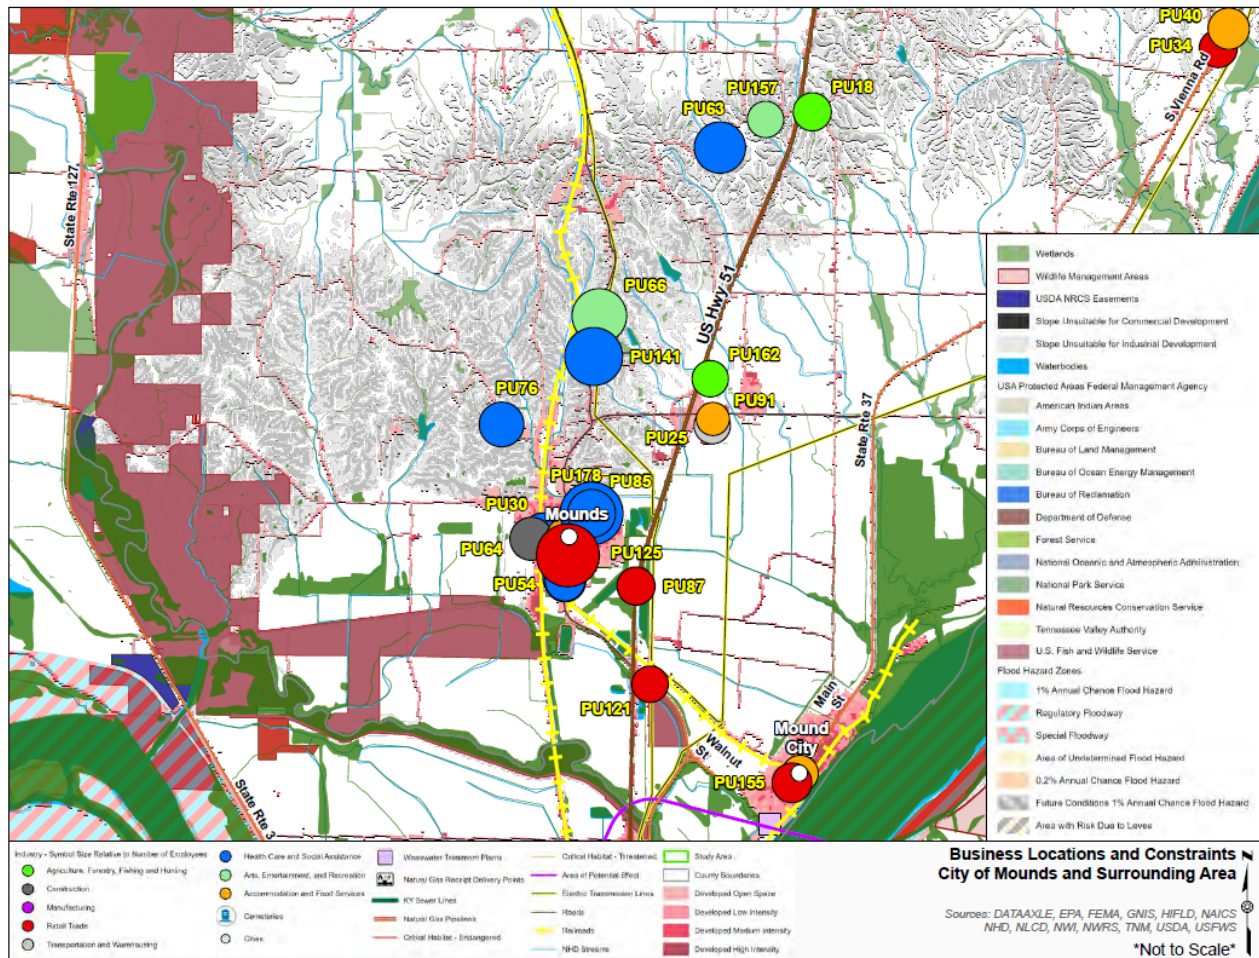 PU40
PU34
S Vienna Rd
PU157
PU18
PU63
State Rte 127
US Hwy 51
PU66
PU141
PU162
PU76
PU91
PU25
State Rte 37
PU178
PU85
PU30
Mounds
PU64
PU125
PU54
PU87
PU121
Main
St
Mound
City
Walnut
St
PU155
State Rte 3
Wetlands
Wildlife Management Areas
USDA NRCS Easements
Slope Unsuitable for Commercial Development
Slope Unsuitable for Industrial Development
Waterbodies
USA Protected Areas Federal Management Agency
American Indian Areas
Army Corps of Engineers
Bureau of Land Management
Bureau of Ocean Energy Management
Bureau of Reclamation
Department of Defense
Forest Service
National Oceanic and Atmospheric Administration
National Park Service
Natural Resources Conservation Service
Tennessee Valley Authority
U.S. Fish and Wildlife Service
Flood Hazard Zones
1% Annual Chance Flood Hazard
Regulatory Floodway
Special Floodway
Area of Undetermined Flood Hazard
0.2% Annual Chance Flood Hazard
Future Conditions 1% Annual Chance Flood Hazard
Area with Risk Due to Levee
Industry - Symbol Size Relative to Number of Employees
Agriculture, Forestry, Fishing and Hunting
Construction
Manufacturing
Retail Trade
Transportation and Warehousing
Health Care and Social Assistance
Arts, Entertainment, and Recreation
Accommodation and Food Services
Cemeteries
Cities
Wastewater Treatment Plants
Natural Gas Receipt Delivery Points
KY Sewer Lines
Natural Gas Pipelines
Critical Habitat - Endangered
Critical Habitat - Threatened
Area of Potential Effect
Electric Transmission Lines
Roads
Railroads
NHD Streams
Study Area
County Boundaries
Developed Open Space
Developed Low Intensity
Developed Medium Intensity
Developed High Intensity
Business Locations and Constraints
City of Mounds and Surrounding Area
N
Sources: DATAAXLE, EPA, FEMA, GNIS, HIFLD, NAICS
NHD, NLCD, NWI, NWRS, TNM, USDA, USFWS
*Not to Scale*